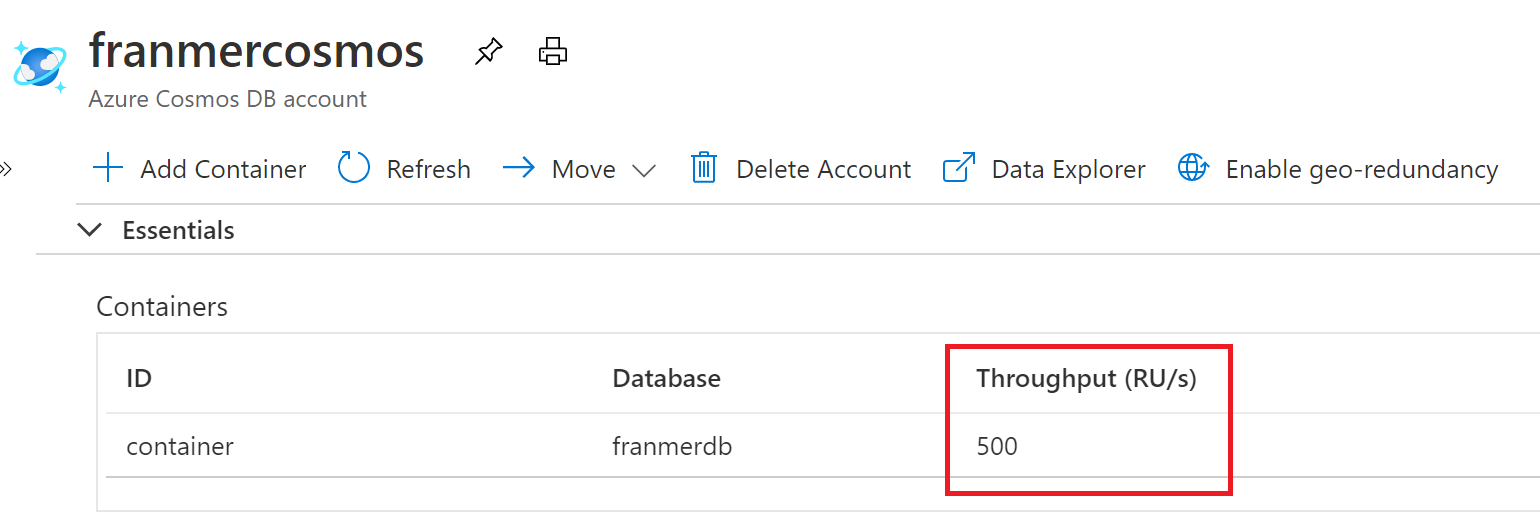 franmercosmos
Azure Cosmos DB account
Add Container Refresh Move Delete Account Data Explorer Enable geo-redundancy
Essentials
Containers
ID Database Throughput (RU/s)
container franmerdb 500